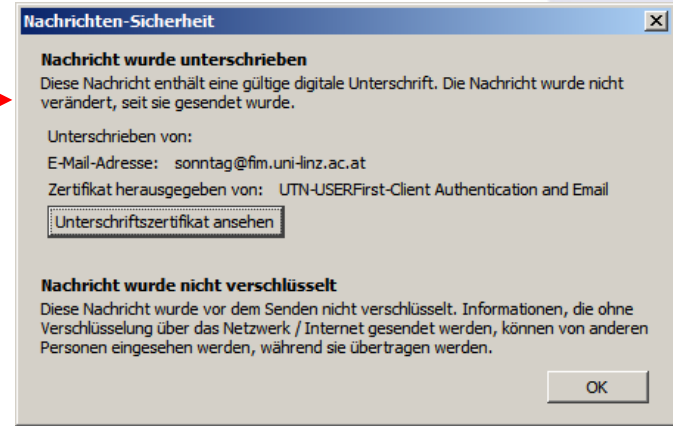 Nachrichten-Sicherheit
Nachricht wurde unterschrieben
Diese Nachricht enthält eine gültige digitale Unterschrift. Die Nachricht wurde nicht
verändert, seit sie gesendet wurde.
Unterschrieben von:
E-Mail-Adresse: sonntag@fim.uni-linz.ac.at
Zertifikat herausgegeben von: UTN-USERFirst-Client Authentication and Email
Unterschriftszertifikat ansehen
Nachricht wurde nicht verschlüsselt
Diese Nachricht wurde vor dem Senden nicht verschlüsselt. Informationen, die ohne
Verschlüsselung über das Netzwerk / Internet gesendet werden, können von anderen
Personen eingesehen werden, während sie übertragen werden.
OK